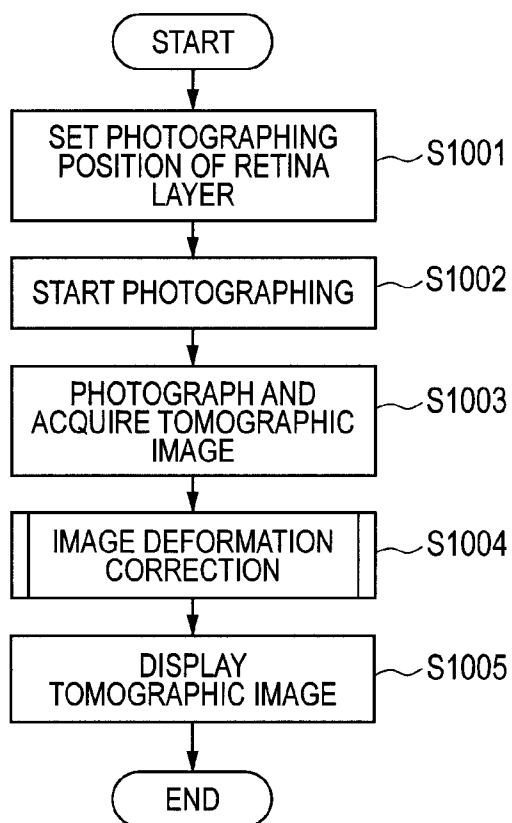 START
SET PHOTOGRAPHING
POSITION OF RETINA
LAYER
S1001
START PHOTOGRAPHING
S1002
PHOTOGRAPH AND
ACQUIRE TOMOGRAPHIC
IMAGE
S1003
IMAGE DEFORMATION
CORRECTION
S1004
DISPLAY
TOMOGRAPHIC IMAGE
S1005
END